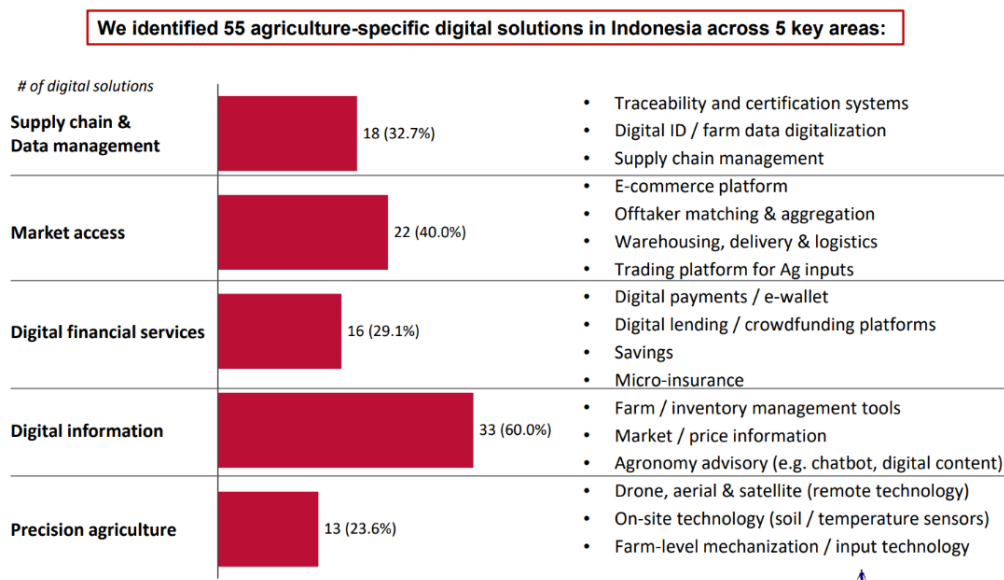 We identified 55 agriculture-specific digital solutions in Indonesia across 5 key areas:
# of digital solutions
Supply chain &
Data management
18 (32.7%)
• Traceability and certification systems
• Digital ID / farm data digitalization
• Supply chain management
Market access
22 (40.0%)
• E-commerce platform
• Offtaker matching & aggregation
• Warehousing, delivery & logistics
• Trading platform for Ag inputs
Digital financial services
16 (29.1%)
• Digital payments / e-wallet
• Digital lending / crowdfunding platforms
• Savings
• Micro-insurance
Digital information
33 (60.0%)
• Farm / inventory management tools
• Market / price information
• Agronomy advisory (e.g. chatbot, digital content)
Precision agriculture
13 (23.6%)
• Drone, aerial & satellite (remote technology)
• On-site technology (soil / temperature sensors)
• Farm-level mechanization / input technology